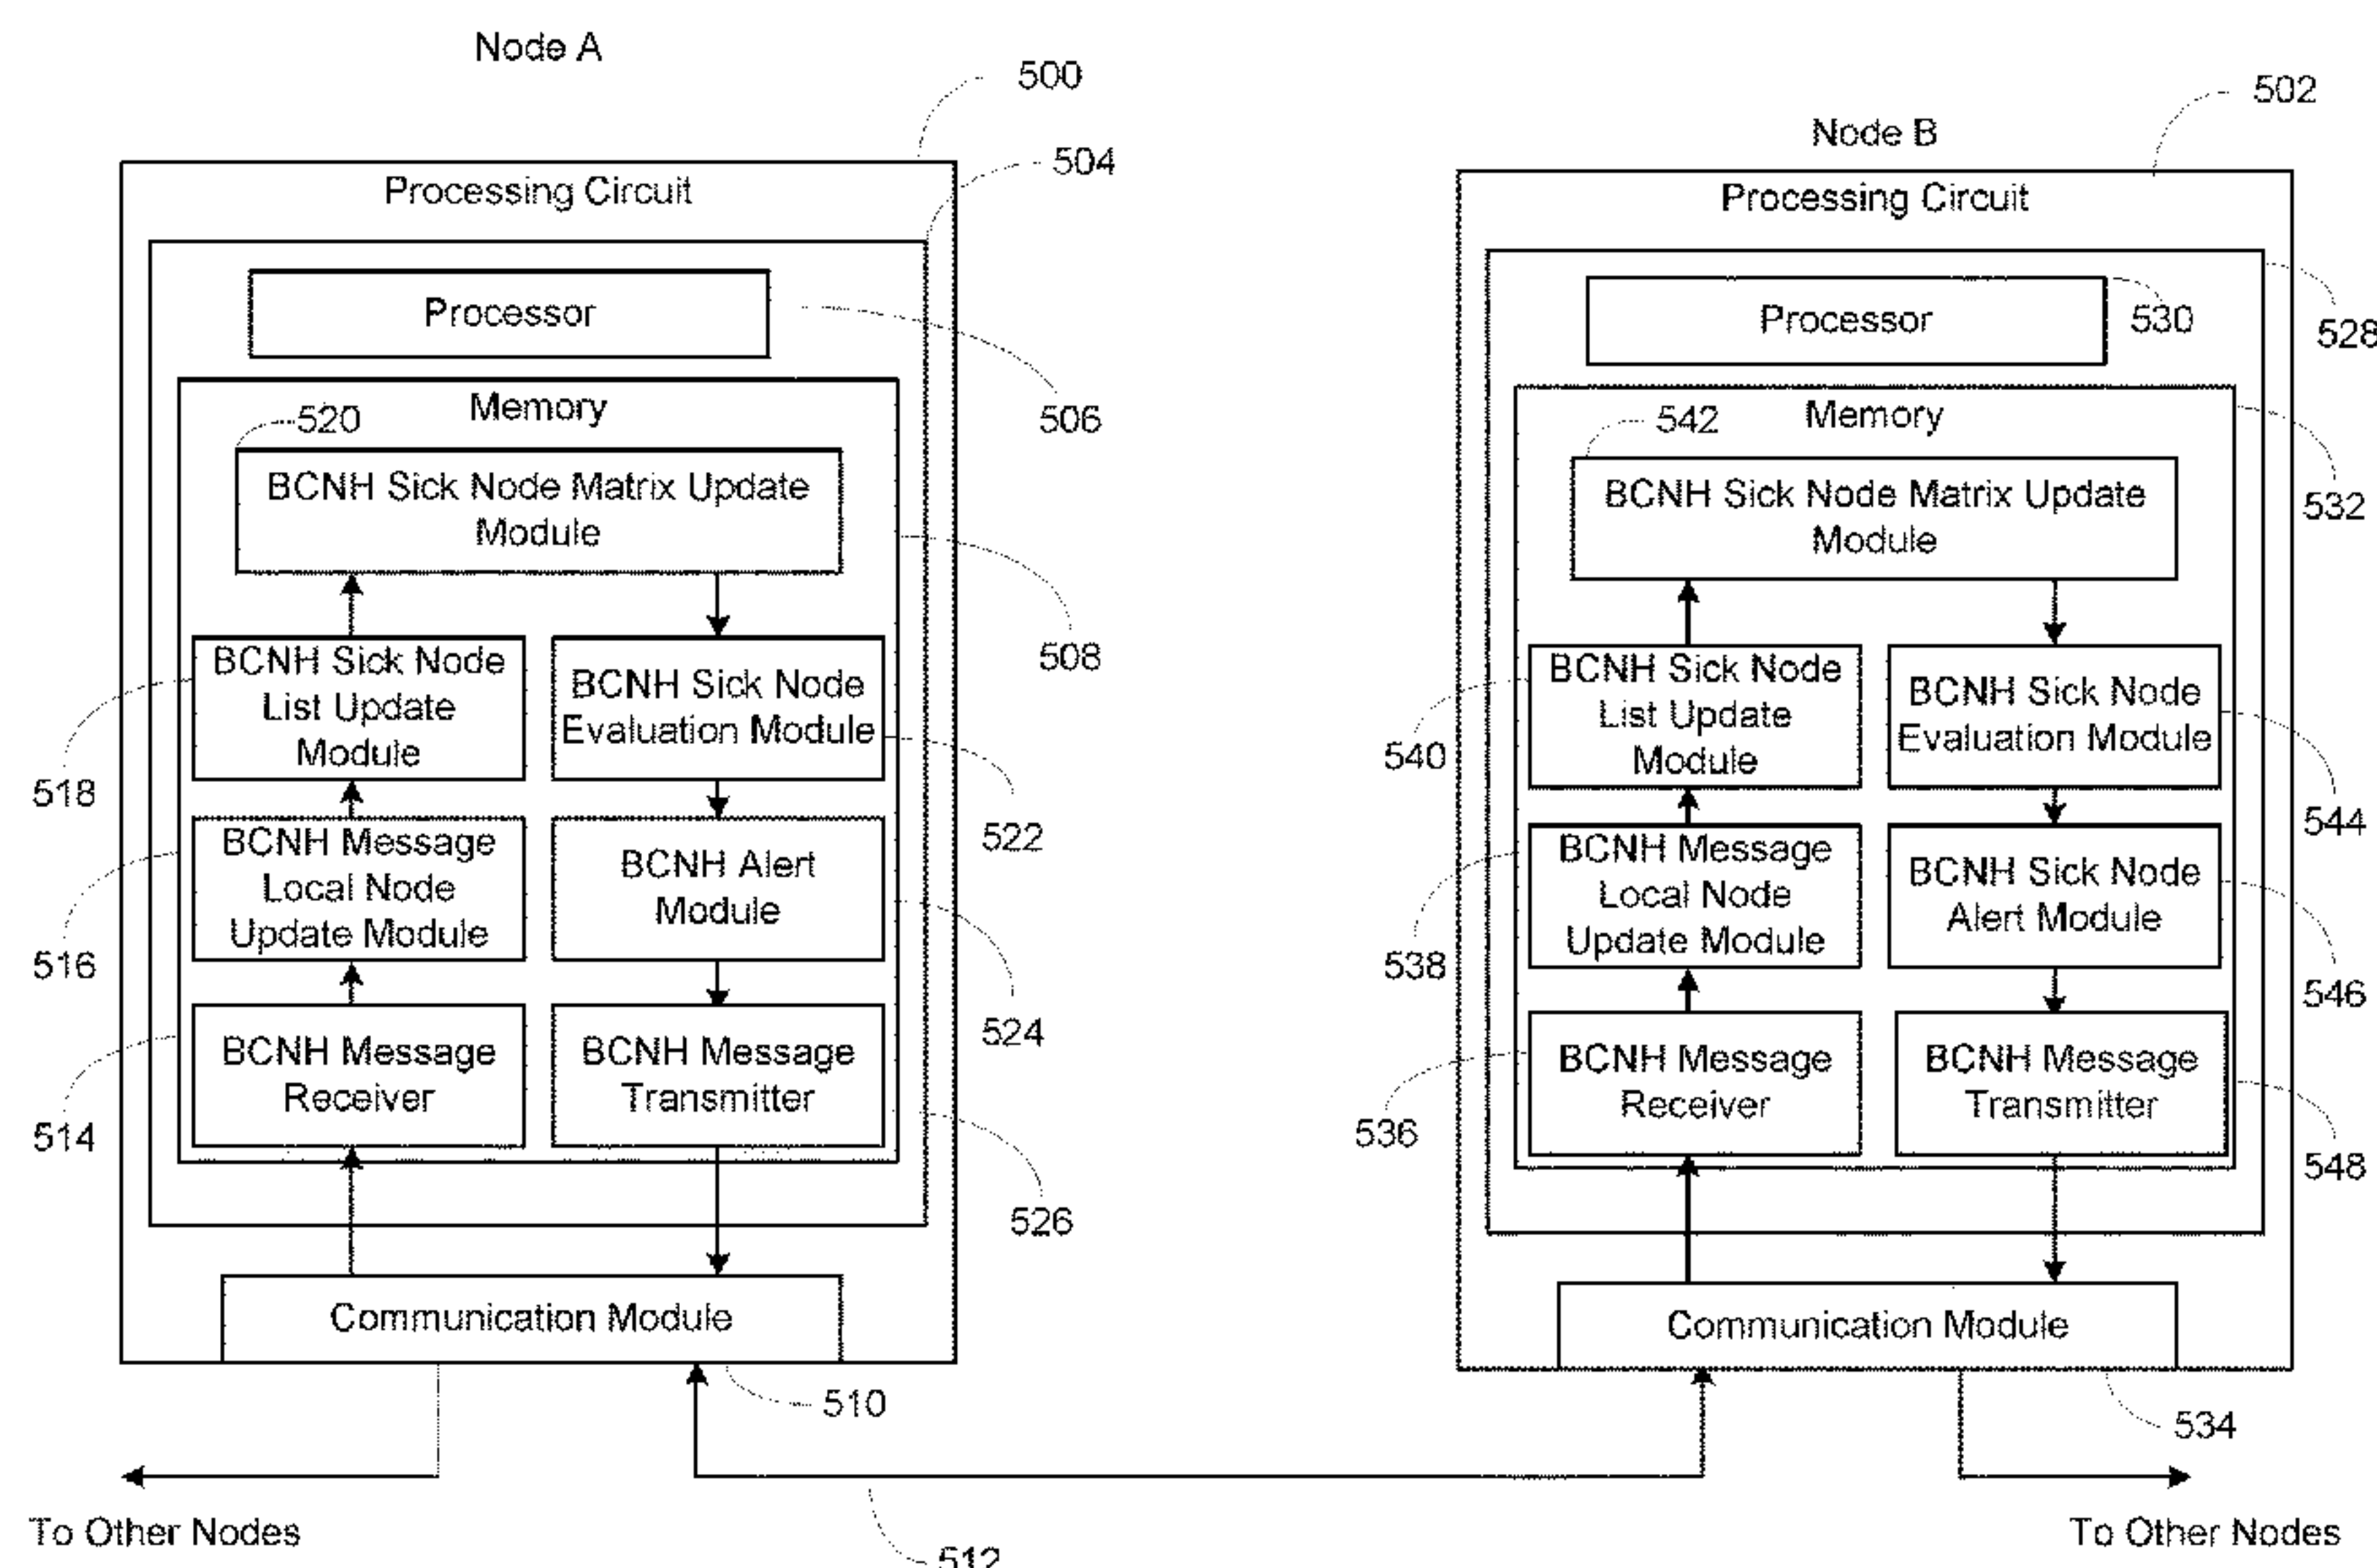 Node A
500
504
Processing Circuit
Processor
506
Memory
520
BCNH Sick Node Matrix Update
Module
508
BCNH Sick Node
List Update
Module
518
BCNH Sick Node
Evaluation Module
522
BCNH Message
Local Node
Update Module
516
BCNH Alert
Module
524
BCNH Message
Receiver
514
BCNH Message
Transmitter
526
Communication Module
510
To Other Nodes
512
Node B
502
Processing Circuit
Processor
530
528
Memory
542
532
BCNH Sick Node Matrix Update
Module
BCNH Sick Node
List Update
Module
540
BCNH Sick Node
Evaluation Module
544
BCNH Message
Local Node
Update Module
538
BCNH Sick Node
Alert Module
546
BCNH Message
Receiver
536
BCNH Message
Transmitter
548
Communication Module
534
To Other Nodes